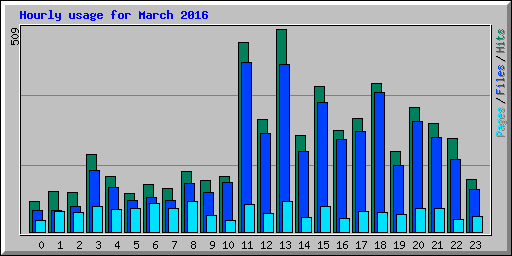 Hourly usage for March 2016
509
Pages / Files / Hits
0 1 2 3 4 5 6 7 8 9 10 11 12 13 14 15 16 17 18 19 20 21 22 23